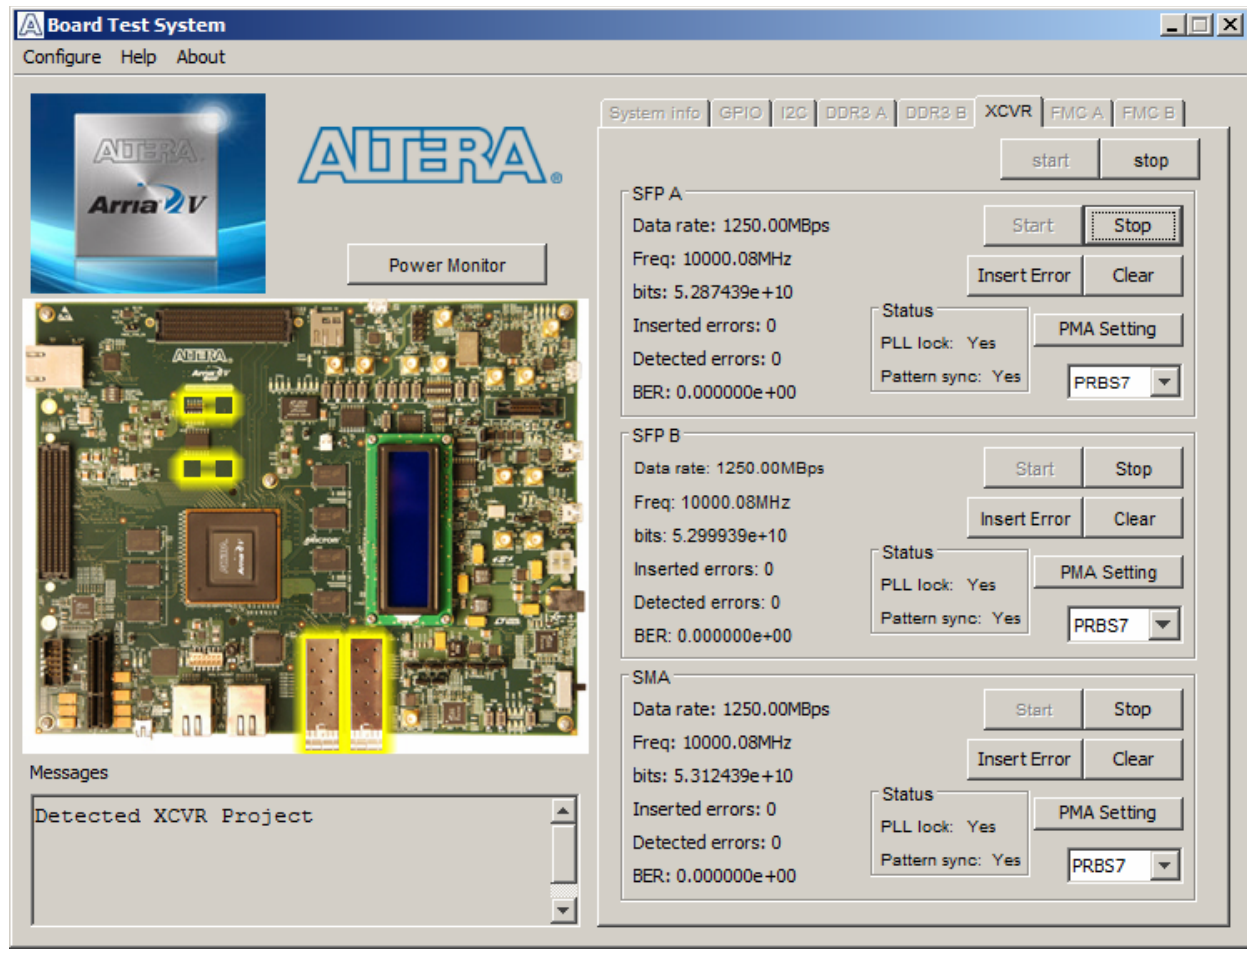 Board Test System
Configure Help About
ALTERA.
Arria V
ALTERA®
Power Monitor
System info GPIO I2C DDR3 A DDR3 B XCVR FMC A FMC B
start stop
SFP A
Data rate: 1250.00MBps
Start Stop
Freq: 10000.08MHz
Insert Error Clear
bits: 5.287439e+10
Status
Inserted errors: 0
PMA Setting
PLL lock: Yes
Detected errors: 0
Pattern sync: Yes
PRBS7
BER: 0.000000e+00
SFP B
Data rate: 1250.00MBps
Start Stop
Freq: 10000.08MHz
Insert Error Clear
bits: 5.299939e+10
Status
Inserted errors: 0
PMA Setting
PLL lock: Yes
Detected errors: 0
Pattern sync: Yes
PRBS7
BER: 0.000000e+00
SMA
Data rate: 1250.00MBps
Start Stop
Freq: 10000.08MHz
Insert Error Clear
bits: 5.312439e+10
Status
Inserted errors: 0
PMA Setting
PLL lock: Yes
Detected errors: 0
Pattern sync: Yes
PRBS7
BER: 0.000000e+00
ALTERA.
Arria V
Messages
Detected XCVR Project